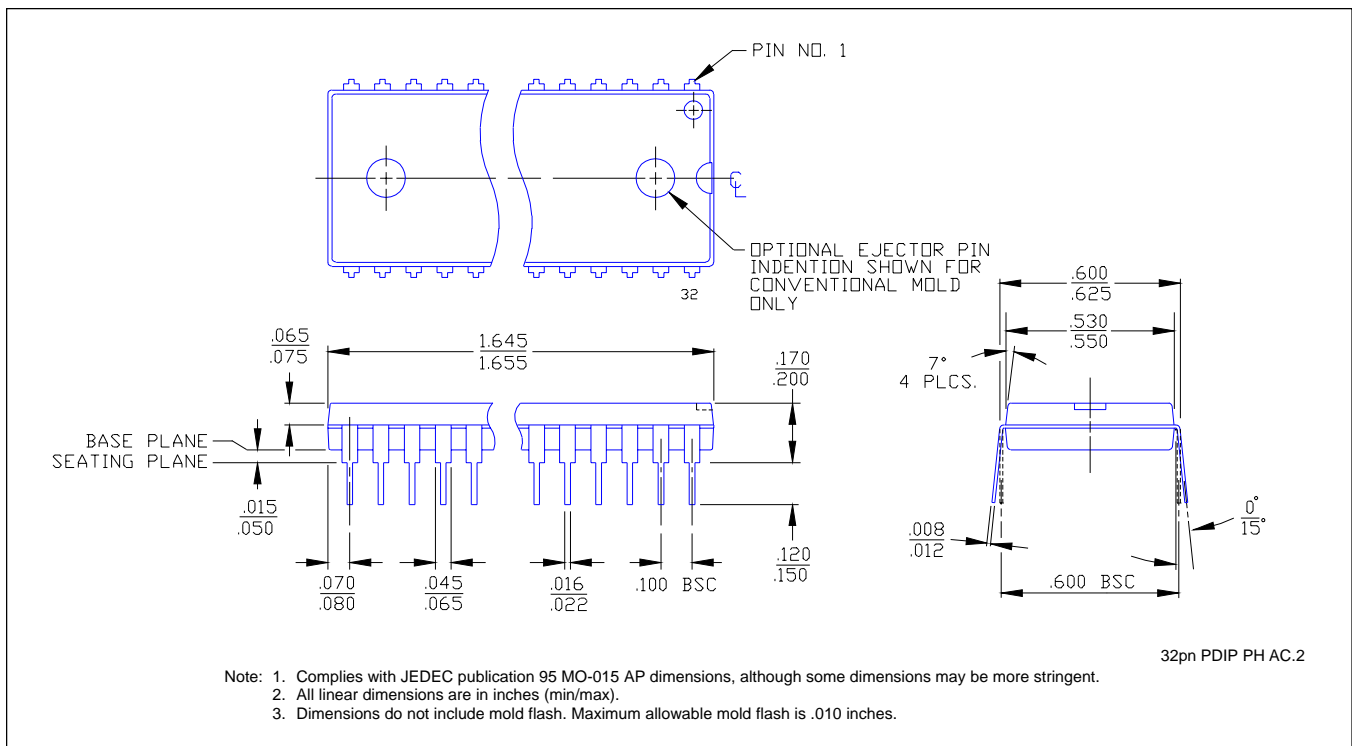 PIN NO. 1
℄
OPTIONAL EJECTOR PIN
INDENTION SHOWN FOR
CONVENTIONAL MOLD
ONLY
32
.600
.625
.530
.550
7°
4 PLCS.
.065
.075
1.645
1.655
.170
.200
BASE PLANE
SEATING PLANE
.015
.050
.070
.080
.045
.065
.016
.022
.100 BSC
.120
.150
.008
.012
0°
15°
.600 BSC
32pn PDIP PH AC.2
Note: 1. Complies with JEDEC publication 95 MO-015 AP dimensions, although some dimensions may be more stringent.
2. All linear dimensions are in inches (min/max).
3. Dimensions do not include mold flash. Maximum allowable mold flash is .010 inches.